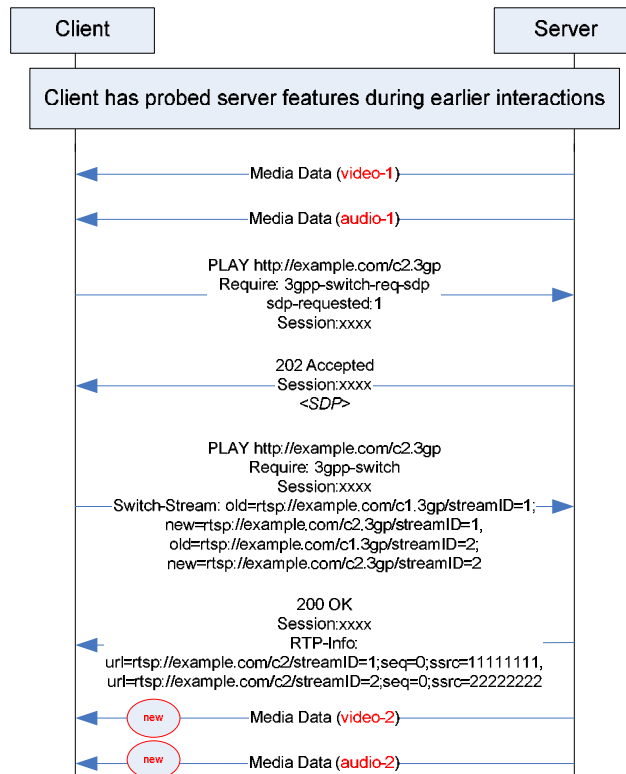 Client
Server
Client has probed server features during earlier interactions
Media Data (video-1)
Media Data (audio-1)
PLAY http://example.com/c2.3gp
Require: 3gpp-switch-req-sdp
sdp-requested:1
Session:xxxx
202 Accepted
Session:xxxx
<SDP>
PLAY http://example.com/c2.3gp
Require: 3gpp-switch
Session:xxxx
Switch-Stream: old=rtsp://example.com/c1.3gp/streamID=1;
new=rtsp://example.com/c2.3gp/streamID=1,
old=rtsp://example.com/c1.3gp/streamID=2;
new=rtsp://example.com/c2.3gp/streamID=2
200 OK
Session:xxxx
RTP-Info:
url=rtsp://example.com/c2/streamID=1;seq=0;ssrc=11111111,
url=rtsp://example.com/c2/streamID=2;seq=0;ssrc=22222222
new
Media Data (video-2)
new
Media Data (audio-2)